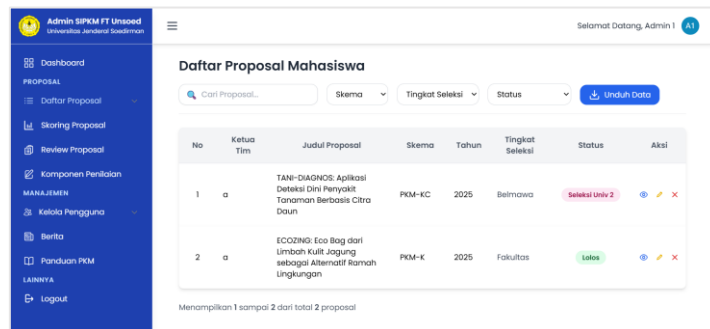 Admin SIPKM FT Unsoed
Universitas Jenderal Soedirman
Selamat Datang, Admin 1
A1
Dashboard
PROPOSAL
Daftar Proposal
Skoring Proposal
Review Proposal
Komponen Penilaian
MANAJEMEN
Kelola Pengguna
Berita
Panduan PKM
LAINNYA
Logout
Daftar Proposal Mahasiswa
Cari Proposal...
Skema
Tingkat Seleksi
Status
Unduh Data
No
Ketua
Tim
Judul Proposal
Skema
Tahun
Tingkat
Seleksi
Status
Aksi
1
a
TANI-DIAGNOS: Aplikasi
Deteksi Dini Penyakit
Tanaman Berbasis Citra
Daun
PKM-KC
2025
Belmawa
Seleksi Univ 2
2
a
ECOZING: Eco Bag dari
Limbah Kulit Jagung
sebagai Alternatif Ramah
Lingkungan
PKM-K
2025
Fakultas
Lolos
Menampilkan 1 sampai 2 dari total 2 proposal